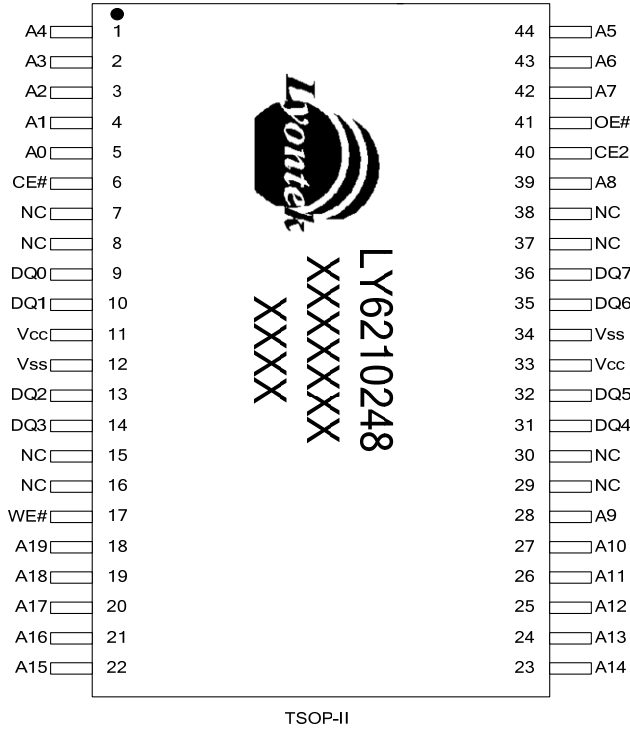 A4 1 44 A5
A3 2 43 A6
A2 3 42 A7
A1 4 41 OE#
A0 5 40 CE2
CE# 6 39 A8
NC 7 38 NC
NC 8 37 NC
DQ0 9 36 DQ7
DQ1 10 35 DQ6
Vcc 11 34 Vss
Vss 12 33 Vcc
DQ2 13 32 DQ5
DQ3 14 31 DQ4
NC 15 30 NC
NC 16 29 NC
WE# 17 28 A9
A19 18 27 A10
A18 19 26 A11
A17 20 25 A12
A16 21 24 A13
A15 22 23 A14
Lyontek
LY6210248
XXXXXXXX
XXXX
TSOP-II